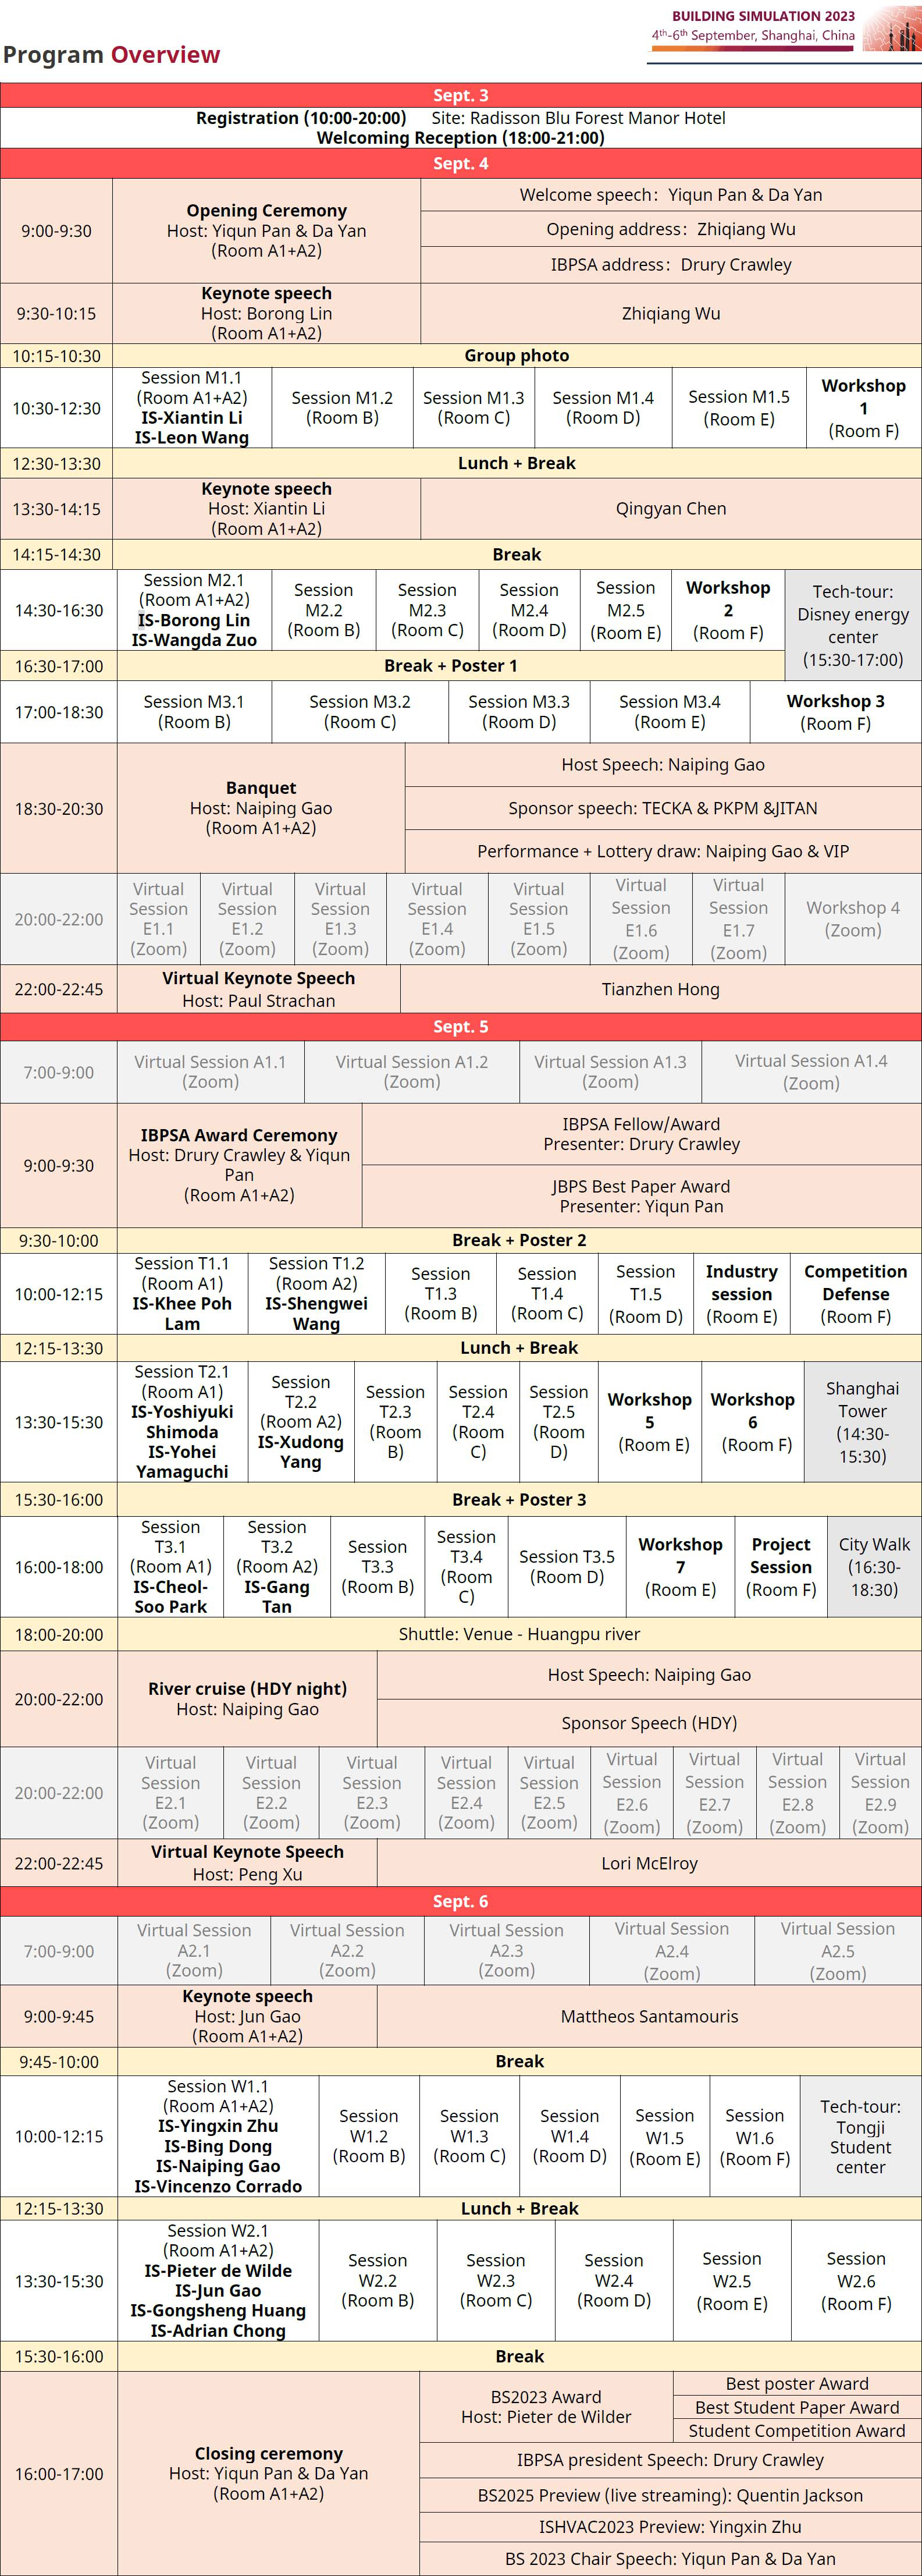 BUILDING SIMULATION 2023
4th-6th September, Shanghai, China
Program Overview
Sept. 3
Registration (10:00-20:00) Site: Radisson Blu Forest Manor Hotel
Welcoming Reception (18:00-21:00)
Sept. 4
9:00-9:30
Opening Ceremony
Host: Yiqun Pan & Da Yan
(Room A1+A2)
Welcome speech: Yiqun Pan & Da Yan
Opening address: Zhiqiang Wu
IBPSA address: Drury Crawley
9:30-10:15
Keynote speech
Host: Borong Lin
(Room A1+A2)
Zhiqiang Wu
10:15-10:30
Group photo
10:30-12:30
Session M1.1
(Room A1+A2)
IS-Xiantin Li
IS-Leon Wang
Session M1.2
(Room B)
Session M1.3
(Room C)
Session M1.4
(Room D)
Session M1.5
(Room E)
Workshop
1
(Room F)
12:30-13:30
Lunch + Break
13:30-14:15
Keynote speech
Host: Xiantin Li
(Room A1+A2)
Qingyan Chen
14:15-14:30
Break
14:30-16:30
Session M2.1
(Room A1+A2)
IS-Borong Lin
IS-Wangda Zuo
Session
M2.2
(Room B)
Session
M2.3
(Room C)
Session
M2.4
(Room D)
Session
M2.5
(Room E)
Workshop
2
(Room F)
Tech-tour:
Disney energy
center
(15:30-17:00)
16:30-17:00
Break + Poster 1
17:00-18:30
Session M3.1
(Room B)
Session M3.2
(Room C)
Session M3.3
(Room D)
Session M3.4
(Room E)
Workshop 3
(Room F)
18:30-20:30
Banquet
Host: Naiping Gao
(Room A1+A2)
Host Speech: Naiping Gao
Sponsor speech: TECKA & PKPM &JITAN
Performance + Lottery draw: Naiping Gao & VIP
20:00-22:00
Virtual
Session
E1.1
(Zoom)
Virtual
Session
E1.2
(Zoom)
Virtual
Session
E1.3
(Zoom)
Virtual
Session
E1.4
(Zoom)
Virtual
Session
E1.5
(Zoom)
Virtual
Session
E1.6
(Zoom)
Virtual
Session
E1.7
(Zoom)
Workshop 4
(Zoom)
22:00-22:45
Virtual Keynote Speech
Host: Paul Strachan
Tianzhen Hong
Sept. 5
7:00-9:00
Virtual Session A1.1
(Zoom)
Virtual Session A1.2
(Zoom)
Virtual Session A1.3
(Zoom)
Virtual Session A1.4
(Zoom)
9:00-9:30
IBPSA Award Ceremony
Host: Drury Crawley & Yiqun
Pan
(Room A1+A2)
IBPSA Fellow/Award
Presenter: Drury Crawley
JBPS Best Paper Award
Presenter: Yiqun Pan
9:30-10:00
Break + Poster 2
10:00-12:15
Session T1.1
(Room A1)
IS-Khee Poh
Lam
Session T1.2
(Room A2)
IS-Shengwei
Wang
Session
T1.3
(Room B)
Session
T1.4
(Room C)
Session
T1.5
(Room D)
Industry
session
(Room E)
Competition
Defense
(Room F)
12:15-13:30
Lunch + Break
13:30-15:30
Session T2.1
(Room A1)
IS-Yoshiyuki
Shimoda
IS-Yohei
Yamaguchi
Session
T2.2
(Room A2)
IS-Xudong
Yang
Session
T2.3
(Room
B)
Session
T2.4
(Room
C)
Session
T2.5
(Room
D)
Workshop
5
(Room E)
Workshop
6
(Room F)
Shanghai
Tower
(14:30-
15:30)
15:30-16:00
Break + Poster 3
16:00-18:00
Session
T3.1
(Room A1)
IS-Cheol-
Soo Park
Session
T3.2
(Room A2)
IS-Gang
Tan
Session
T3.3
(Room B)
Session
T3.4
(Room
C)
Session T3.5
(Room D)
Workshop
7
(Room E)
Project
Session
(Room F)
City Walk
(16:30-
18:30)
18:00-20:00
Shuttle: Venue - Huangpu river
20:00-22:00
River cruise (HDY night)
Host: Naiping Gao
Host Speech: Naiping Gao
Sponsor Speech (HDY)
20:00-22:00
Virtual
Session
E2.1
(Zoom)
Virtual
Session
E2.2
(Zoom)
Virtual
Session
E2.3
(Zoom)
Virtual
Session
E2.4
(Zoom)
Virtual
Session
E2.5
(Zoom)
Virtual
Session
E2.6
(Zoom)
Virtual
Session
E2.7
(Zoom)
Virtual
Session
E2.8
(Zoom)
Virtual
Session
E2.9
(Zoom)
22:00-22:45
Virtual Keynote Speech
Host: Peng Xu
Lori McElroy
Sept. 6
7:00-9:00
Virtual Session
A2.1
(Zoom)
Virtual Session
A2.2
(Zoom)
Virtual Session
A2.3
(Zoom)
Virtual Session
A2.4
(Zoom)
Virtual Session
A2.5
(Zoom)
9:00-9:45
Keynote speech
Host: Jun Gao
(Room A1+A2)
Mattheos Santamouris
9:45-10:00
Break
10:00-12:15
Session W1.1
(Room A1+A2)
IS-Yingxin Zhu
IS-Bing Dong
IS-Naiping Gao
IS-Vincenzo Corrado
Session
W1.2
(Room B)
Session
W1.3
(Room C)
Session
W1.4
(Room D)
Session
W1.5
(Room E)
Session
W1.6
(Room F)
Tech-tour:
Tongji
Student
center
12:15-13:30
Lunch + Break
13:30-15:30
Session W2.1
(Room A1+A2)
IS-Pieter de Wilde
IS-Jun Gao
IS-Gongsheng Huang
IS-Adrian Chong
Session
W2.2
(Room B)
Session
W2.3
(Room C)
Session
W2.4
(Room D)
Session
W2.5
(Room E)
Session
W2.6
(Room F)
15:30-16:00
Break
16:00-17:00
Closing ceremony
Host: Yiqun Pan & Da Yan
(Room A1+A2)
BS2023 Award
Host: Pieter de Wilder
Best poster Award
Best Student Paper Award
Student Competition Award
IBPSA president Speech: Drury Crawley
BS2025 Preview (live streaming): Quentin Jackson
ISHVAC2023 Preview: Yingxin Zhu
BS 2023 Chair Speech: Yiqun Pan & Da Yan